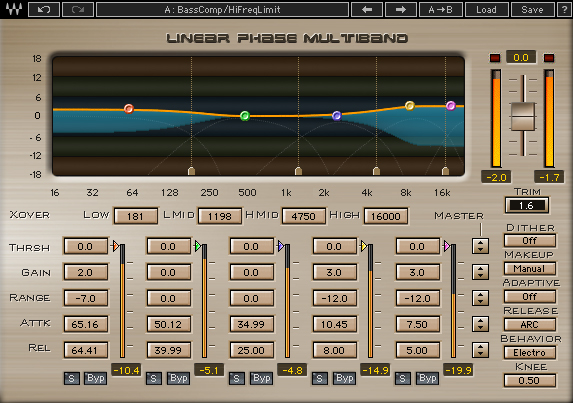 A: BassComp/HiFreqLimit A→B Load Save ?
LINEAR PHASE MULTIBAND
0.0
18
12
6
0
-6
-12
-18
16 32 64 128 250 500 1k 2k 4k 8k 16k
-2.0 -1.7
TRIM
1.6
XOVER LOW 181 LMID 1198 HMID 4750 HIGH 16000 MASTER
THRSH 0.0 0.0 0.0 0.0 0.0
GAIN 2.0 0.0 0.0 3.0 3.0
RANGE -7.0 0.0 0.0 -12.0 -12.0
ATTK 65.16 50.12 34.99 10.45 7.50
REL 64.41 39.99 25.00 8.00 5.00
-10.4 -5.1 -4.8 -14.9 -19.9
S Byp S Byp S Byp S Byp S Byp
DITHER
Off
MAKEUP
Manual
ADAPTIVE
Off
RELEASE
ARC
BEHAVIOR
Electro
KNEE
0.50